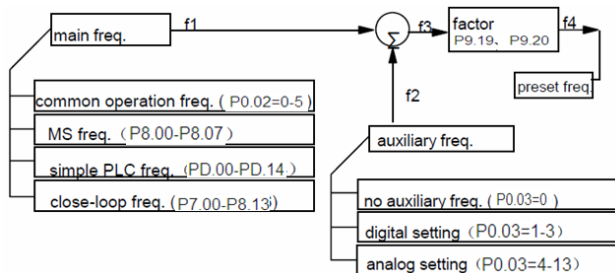 main freq.
f1
Σ
f3
factor
P9.19、P9.20
f4
preset freq.
f2
common operation freq. ( P0.02=0-5)
MS freq. （P8.00-P8.07）
simple PLC freq. （PD.00-PD.14）
close-loop freq. （P7.00-P8.13）
auxiliary freq.
no auxiliary freq. （ P0.03=0 ）
digital setting （P0.03=1-3）
analog setting （P0.03=4-13）